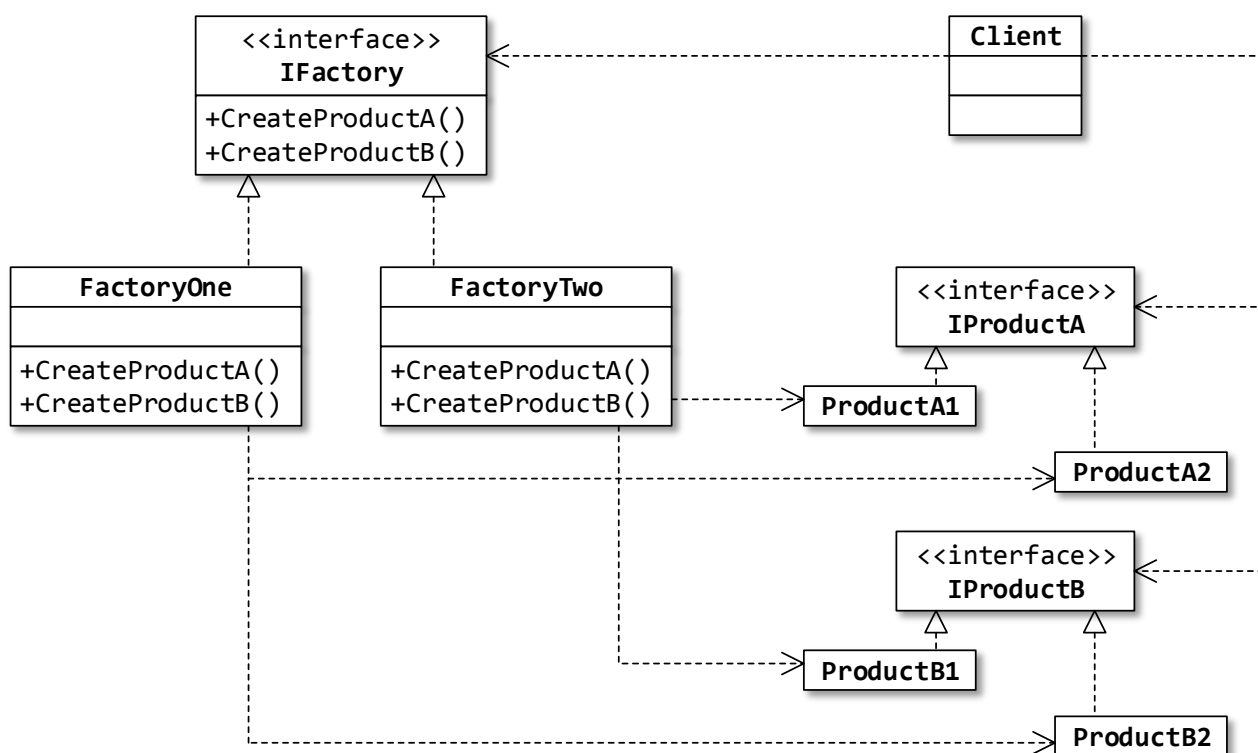 <<interface>>
IFactory
+CreateProductA()
+CreateProductB()
Client
FactoryOne
+CreateProductA()
+CreateProductB()
FactoryTwo
+CreateProductA()
+CreateProductB()
<<interface>>
IProductA
ProductA1
ProductA2
<<interface>>
IProductB
ProductB1
ProductB2